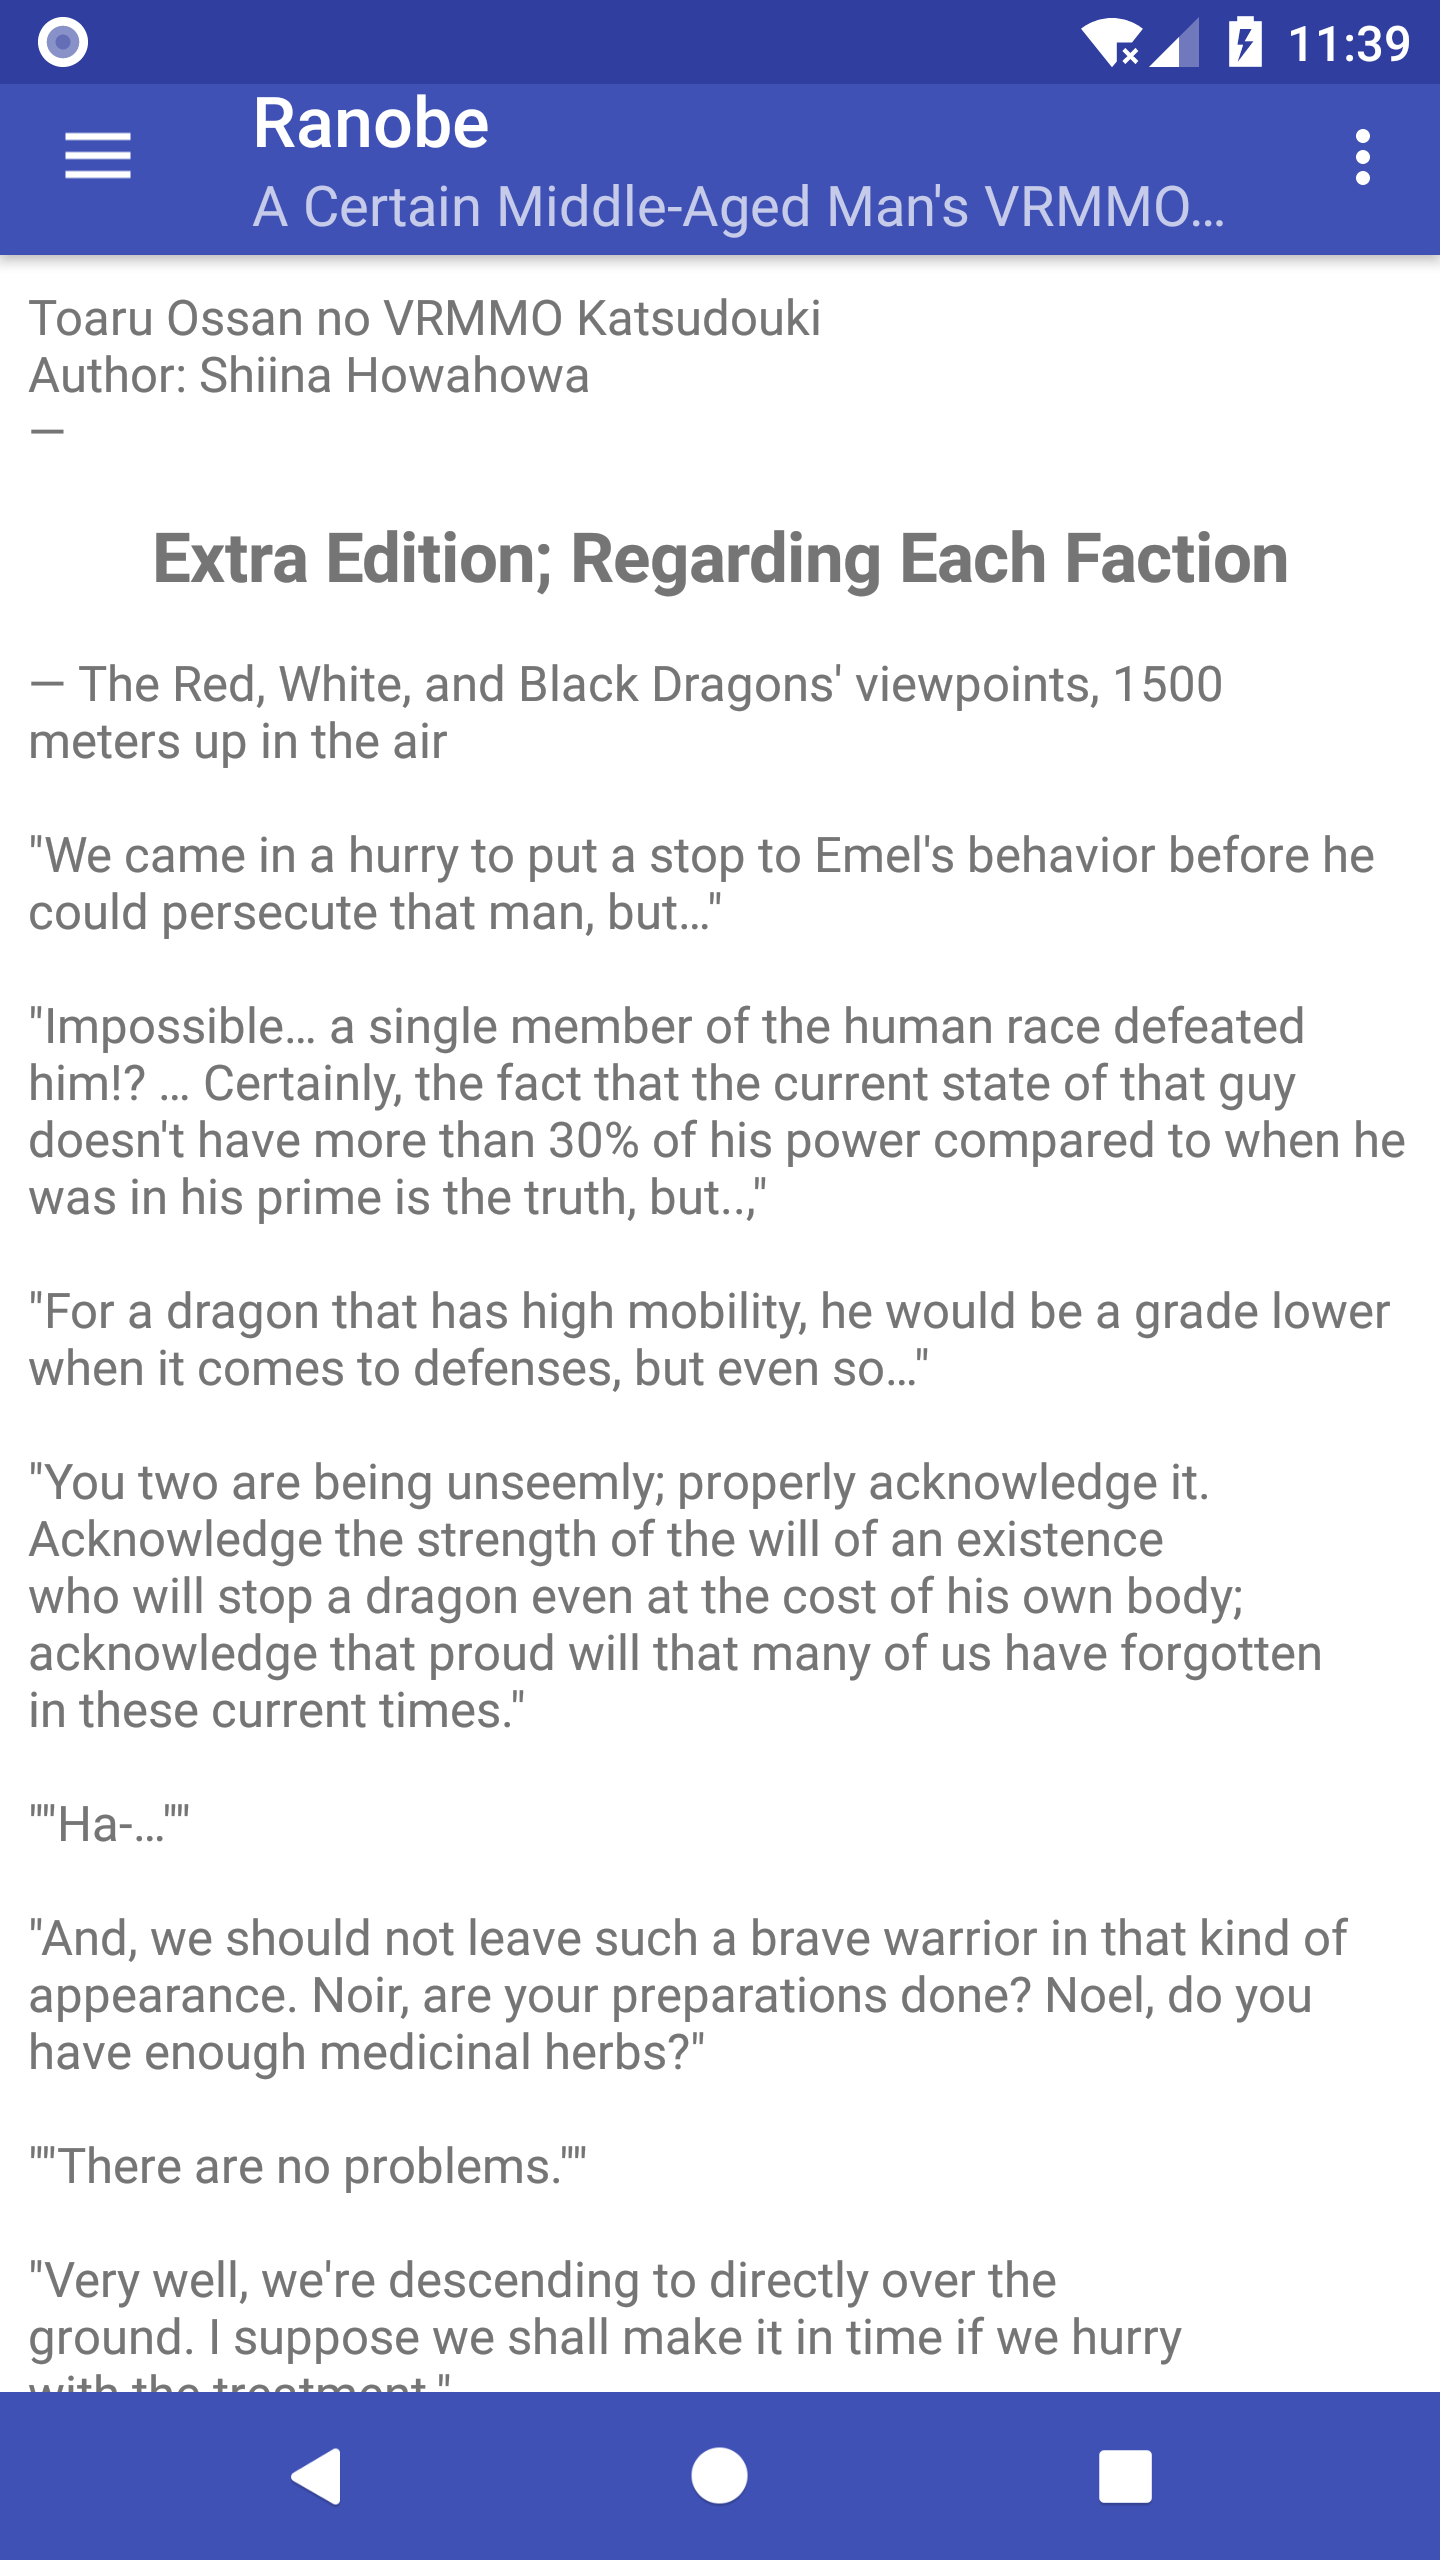 11:39
Ranobe
A Certain Middle-Aged Man's VRMMO...
Toaru Ossan no VRMMO Katsudouki
Author: Shiina Howahowa
—
Extra Edition; Regarding Each Faction
— The Red, White, and Black Dragons' viewpoints, 1500
meters up in the air
"We came in a hurry to put a stop to Emel's behavior before he
could persecute that man, but…"
"Impossible… a single member of the human race defeated
him!? … Certainly, the fact that the current state of that guy
doesn't have more than 30% of his power compared to when he
was in his prime is the truth, but..,"
"For a dragon that has high mobility, he would be a grade lower
when it comes to defenses, but even so…"
"You two are being unseemly; properly acknowledge it.
Acknowledge the strength of the will of an existence
who will stop a dragon even at the cost of his own body;
acknowledge that proud will that many of us have forgotten
in these current times."
""Ha-…""
"And, we should not leave such a brave warrior in that kind of
appearance. Noir, are your preparations done? Noel, do you
have enough medicinal herbs?"
""There are no problems.""
"Very well, we're descending to directly over the
ground. I suppose we shall make it in time if we hurry
with the treatment."